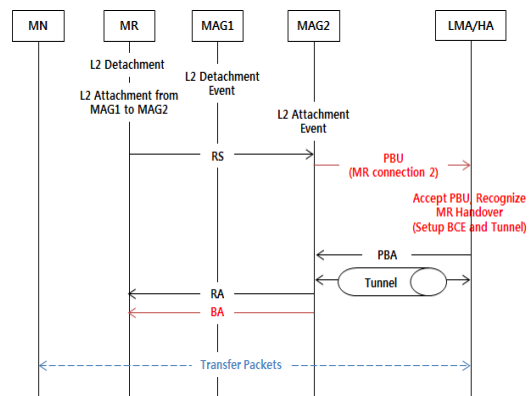 MN
MR
MAG1
MAG2
LMA/HA
L2 Detachment
L2 Attachment from
MAG1 to MAG2
L2 Detachment
Event
L2 Attachment
Event
RS
PBU
(MR connection 2)
Accept PBU, Recognize
MR Handover
(Setup BCE and Tunnel)
PBA
Tunnel
RA
BA
Transfer Packets